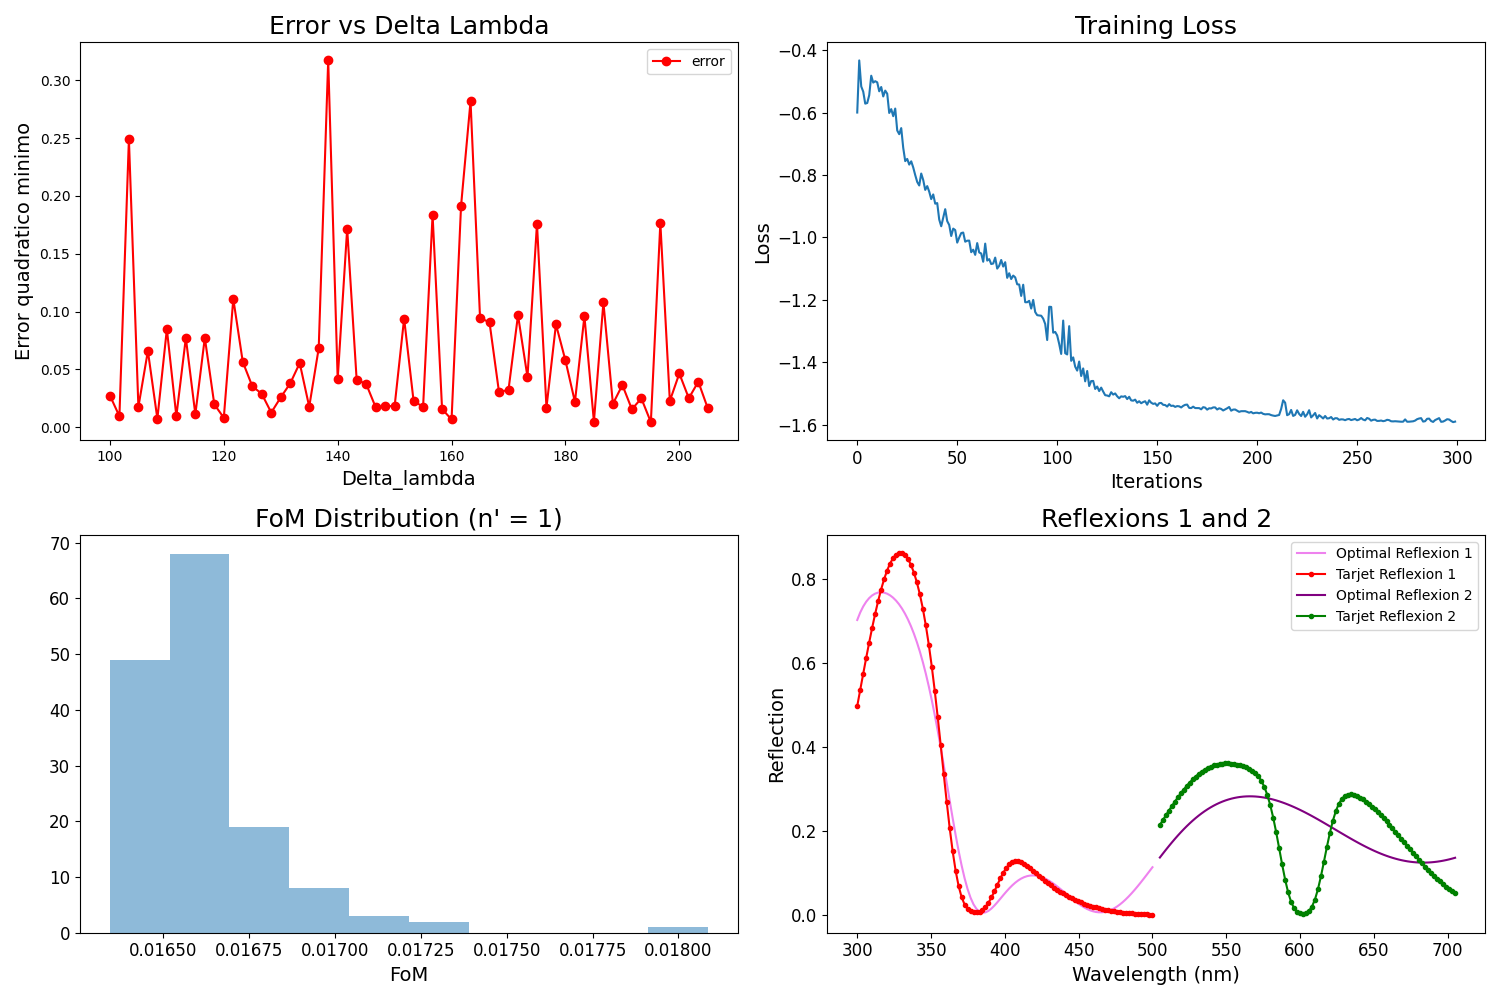 Error vs Delta Lambda
error
Error quadratico minimo
0.30
0.25
0.20
0.15
0.10
0.05
0.00
100 120 140 160 180 200
Delta_lambda
Training Loss
Loss
−0.4
−0.6
−0.8
−1.0
−1.2
−1.4
−1.6
0 50 100 150 200 250 300
Iterations
FoM Distribution (n' = 1)
70
60
50
40
30
20
10
0
0.01650 0.01675 0.01700 0.01725 0.01750 0.01775 0.01800
FoM
Reflexions 1 and 2
Optimal Reflexion 1
Tarjet Reflexion 1
Optimal Reflexion 2
Tarjet Reflexion 2
Reflection
0.8
0.6
0.4
0.2
0.0
300 350 400 450 500 550 600 650 700
Wavelength (nm)